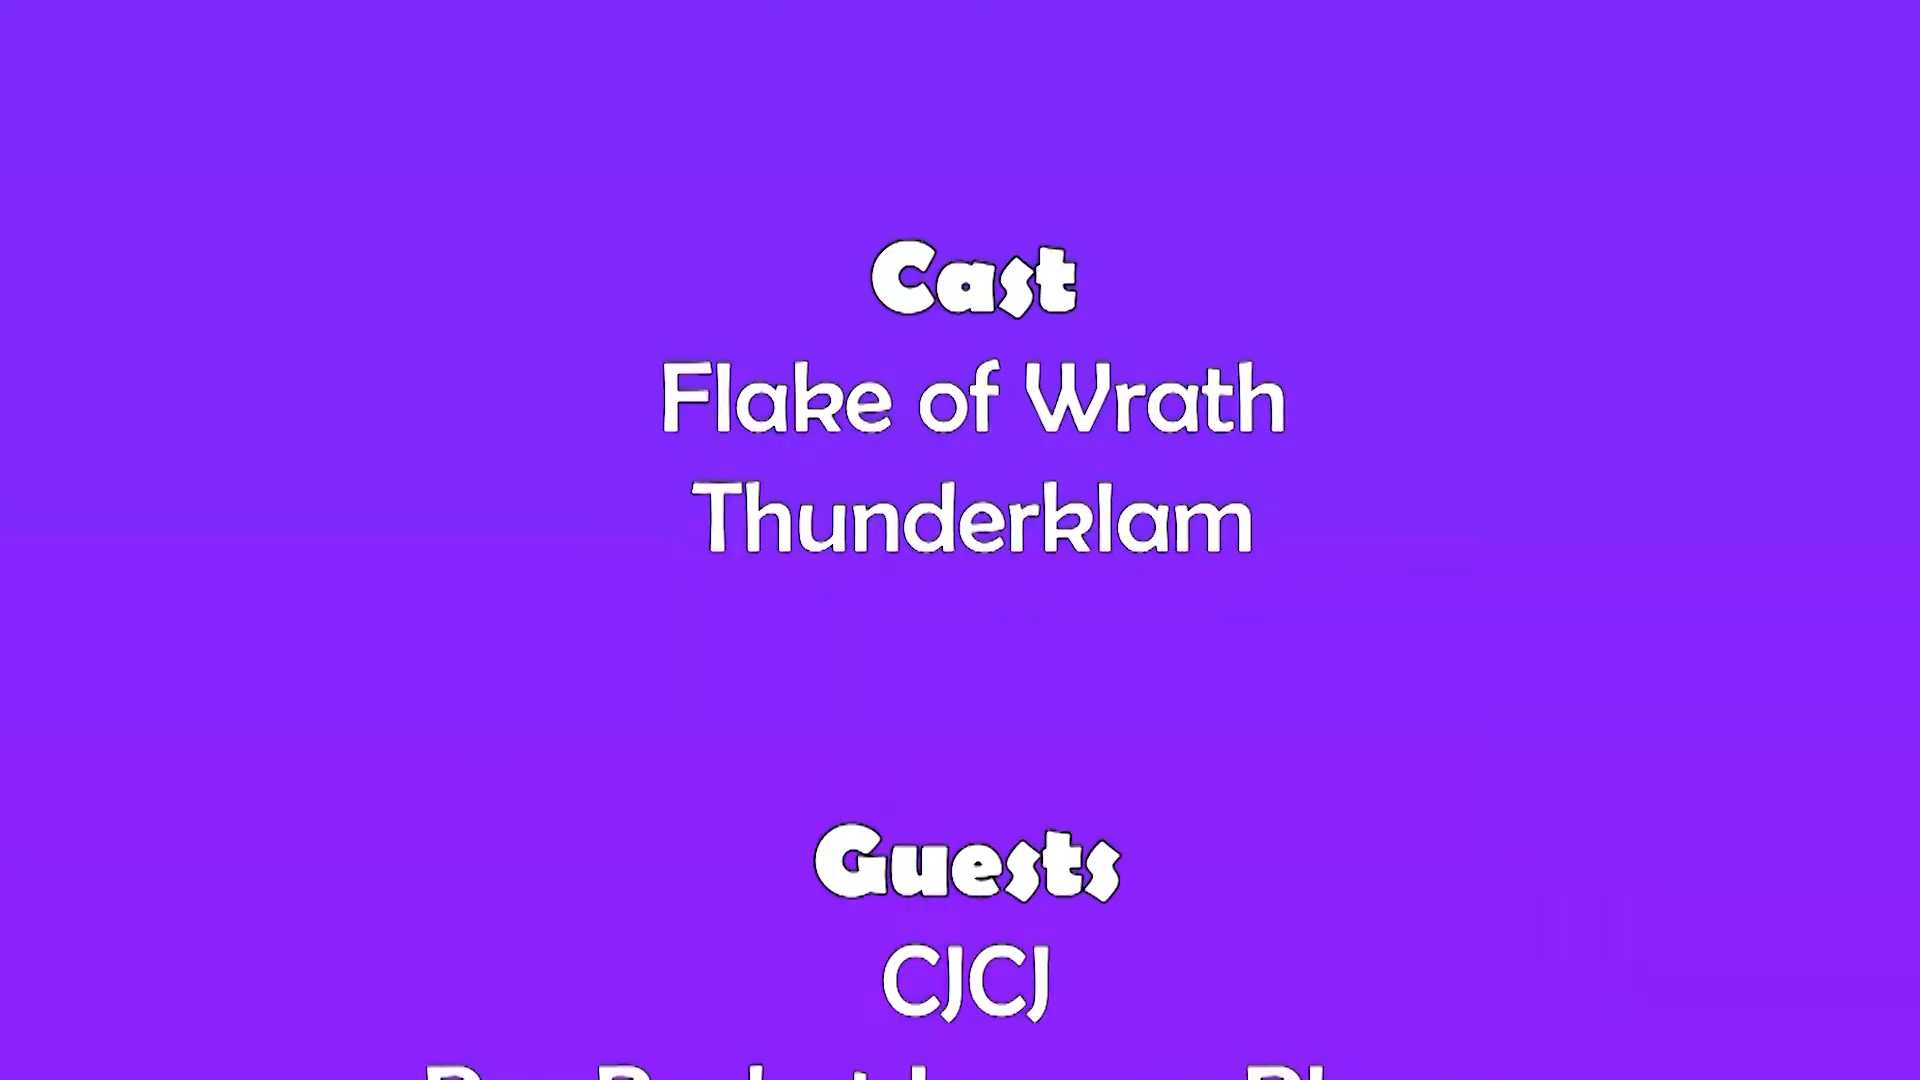 Cast
Flake of Wrath
Thunderklam
Guests
CJCJ